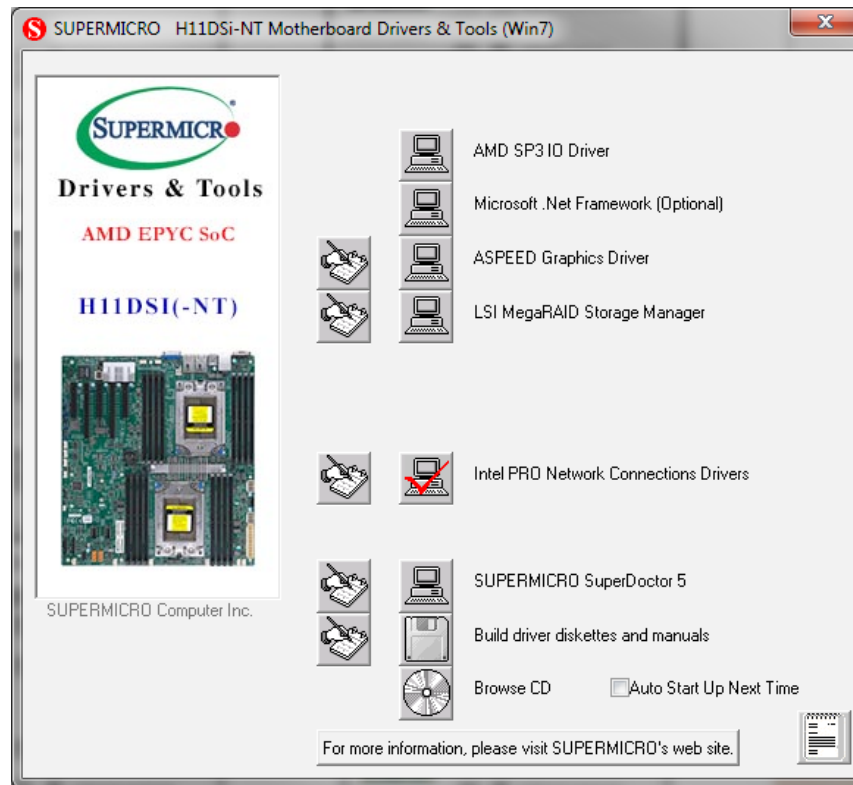 SUPERMICRO H11DSi-NT Motherboard Drivers & Tools (Win7)
SUPERMICR
Drivers & Tools
AMD EPYC SoC
H11DSI(-NT)
SUPERMICRO Computer Inc.
AMD SP3 IO Driver
Microsoft .Net Framework (Optional)
ASPEED Graphics Driver
LSI MegaRAID Storage Manager
Intel PRO Network Connections Drivers
SUPERMICRO SuperDoctor 5
Build driver diskettes and manuals
Browse CD
Auto Start Up Next Time
For more information, please visit SUPERMICRO's web site.